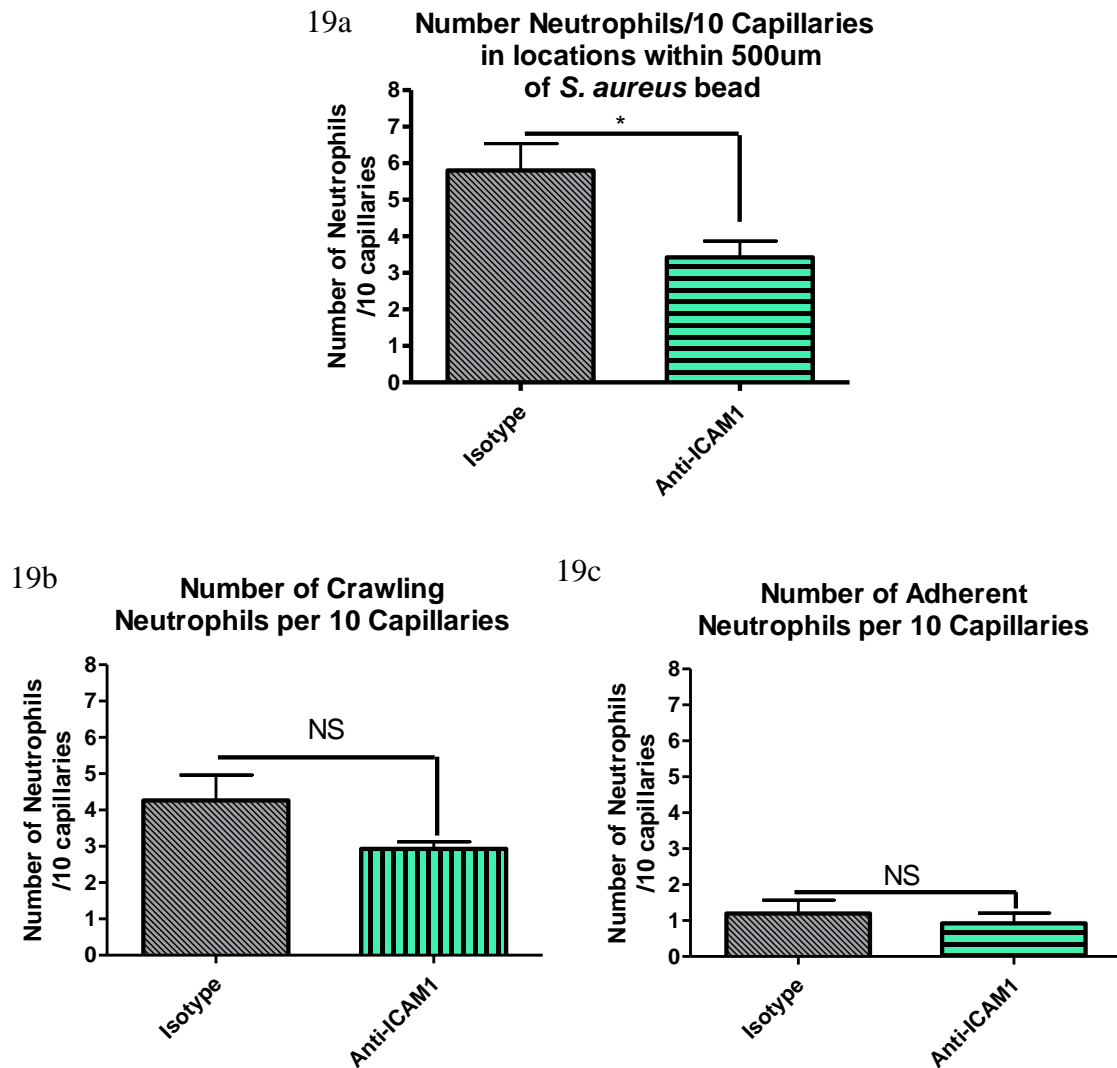 19a
Number Neutrophils/10 Capillaries
in locations within 500um
of S. aureus bead
Number of Neutrophils
/10 capillaries
8
7
6
5
4
3
2
1
0
*
Isotype
Anti-ICAM1
19b
Number of Crawling
Neutrophils per 10 Capillaries
Number of Neutrophils
/10 capillaries
8
7
6
5
4
3
2
1
0
NS
Isotype
Anti-ICAM1
19c
Number of Adherent
Neutrophils per 10 Capillaries
Number of Neutrophils
/10 capillaries
8
7
6
5
4
3
2
1
0
NS
Isotype
Anti-ICAM1